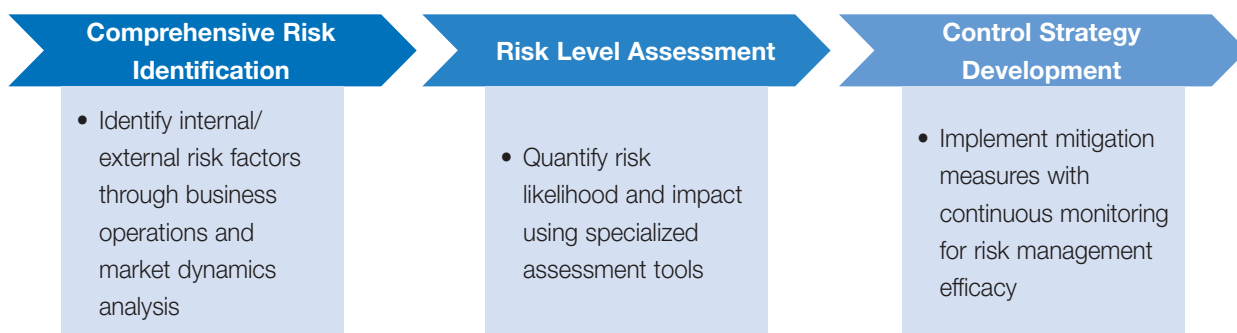 Comprehensive Risk
Identification
• Identify internal/
external risk factors
through business
operations and
market dynamics
analysis
Risk Level Assessment
• Quantify risk
likelihood and impact
using specialized
assessment tools
Control Strategy
Development
• Implement mitigation
measures with
continuous monitoring
for risk management
efficacy